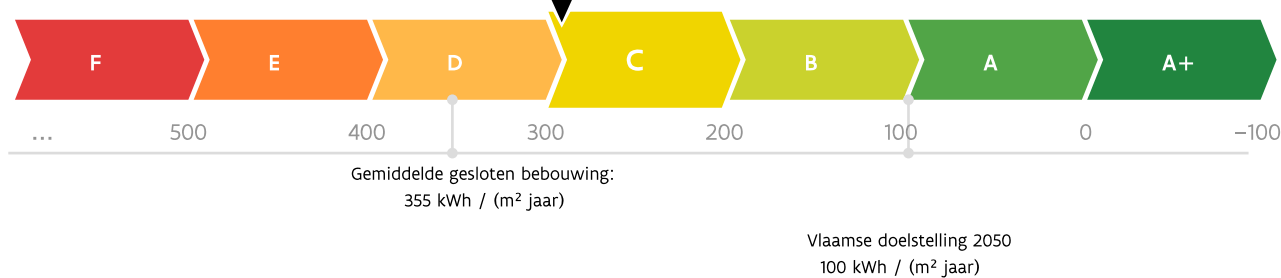 F E D C B A A+
... 500 400 300 200 100 0 −100
Gemiddelde gesloten bebouwing:
355 kWh / (m² jaar)
Vlaamse doelstelling 2050
100 kWh / (m² jaar)